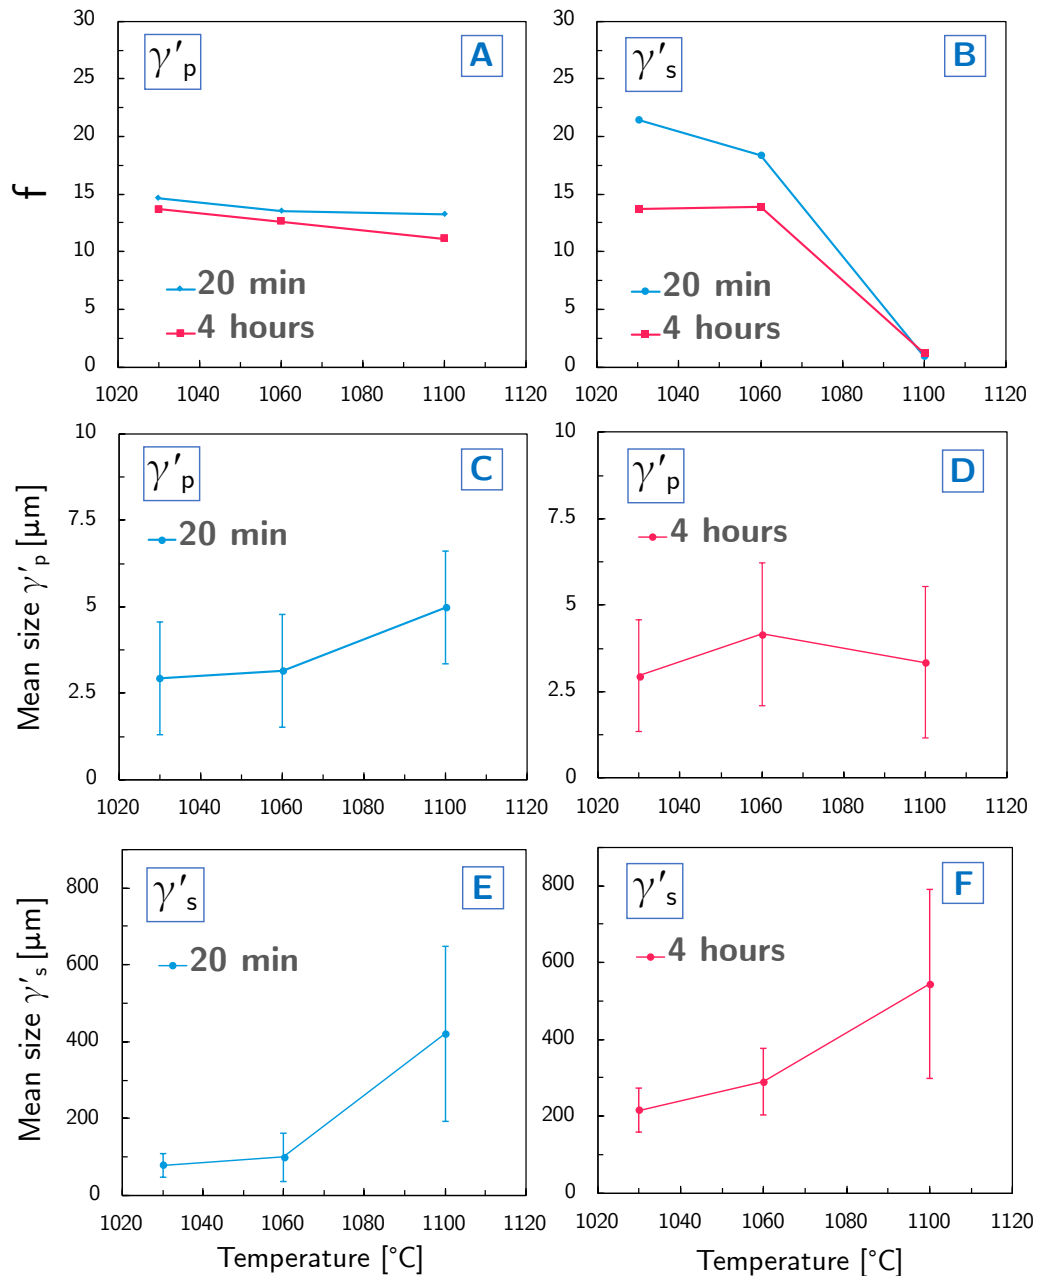 γ′p A
30
25
20
15
10
5
0
f
20 min
4 hours
1020 1040 1060 1080 1100 1120
γ′s B
30
25
20
15
10
5
0
20 min
4 hours
1020 1040 1060 1080 1100 1120
γ′p C
10
7.5
5
2.5
0
Mean size γ′p [μm]
20 min
1020 1040 1060 1080 1100 1120
γ′p D
10
7.5
5
2.5
0
4 hours
1020 1040 1060 1080 1100 1120
γ′s E
800
600
400
200
0
Mean size γ′s [μm]
20 min
1020 1040 1060 1080 1100 1120
Temperature [°C]
γ′s F
800
600
400
200
0
4 hours
1020 1040 1060 1080 1100 1120
Temperature [°C]